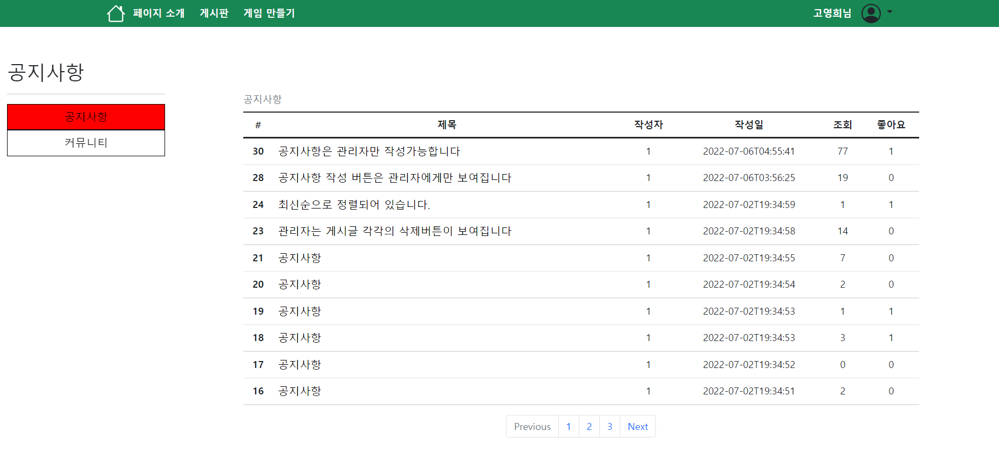 페이지 소개 게시판 게임 만들기 고영희님
공지사항
공지사항
커뮤니티
공지사항
# 제목 작성자 작성일 조회 좋아요
30 공지사항은 관리자만 작성가능합니다 1 2022-07-06T04:55:41 77 1
28 공지사항 작성 버튼은 관리자에게만 보여집니다 1 2022-07-06T03:56:25 19 0
24 최신순으로 정렬되어 있습니다. 1 2022-07-02T19:34:59 1 1
23 관리자는 게시글 각각의 삭제버튼이 보여집니다 1 2022-07-02T19:34:58 14 0
21 공지사항 1 2022-07-02T19:34:55 7 0
20 공지사항 1 2022-07-02T19:34:54 2 0
19 공지사항 1 2022-07-02T19:34:53 1 1
18 공지사항 1 2022-07-02T19:34:53 3 1
17 공지사항 1 2022-07-02T19:34:52 0 0
16 공지사항 1 2022-07-02T19:34:51 2 0
Previous 1 2 3 Next